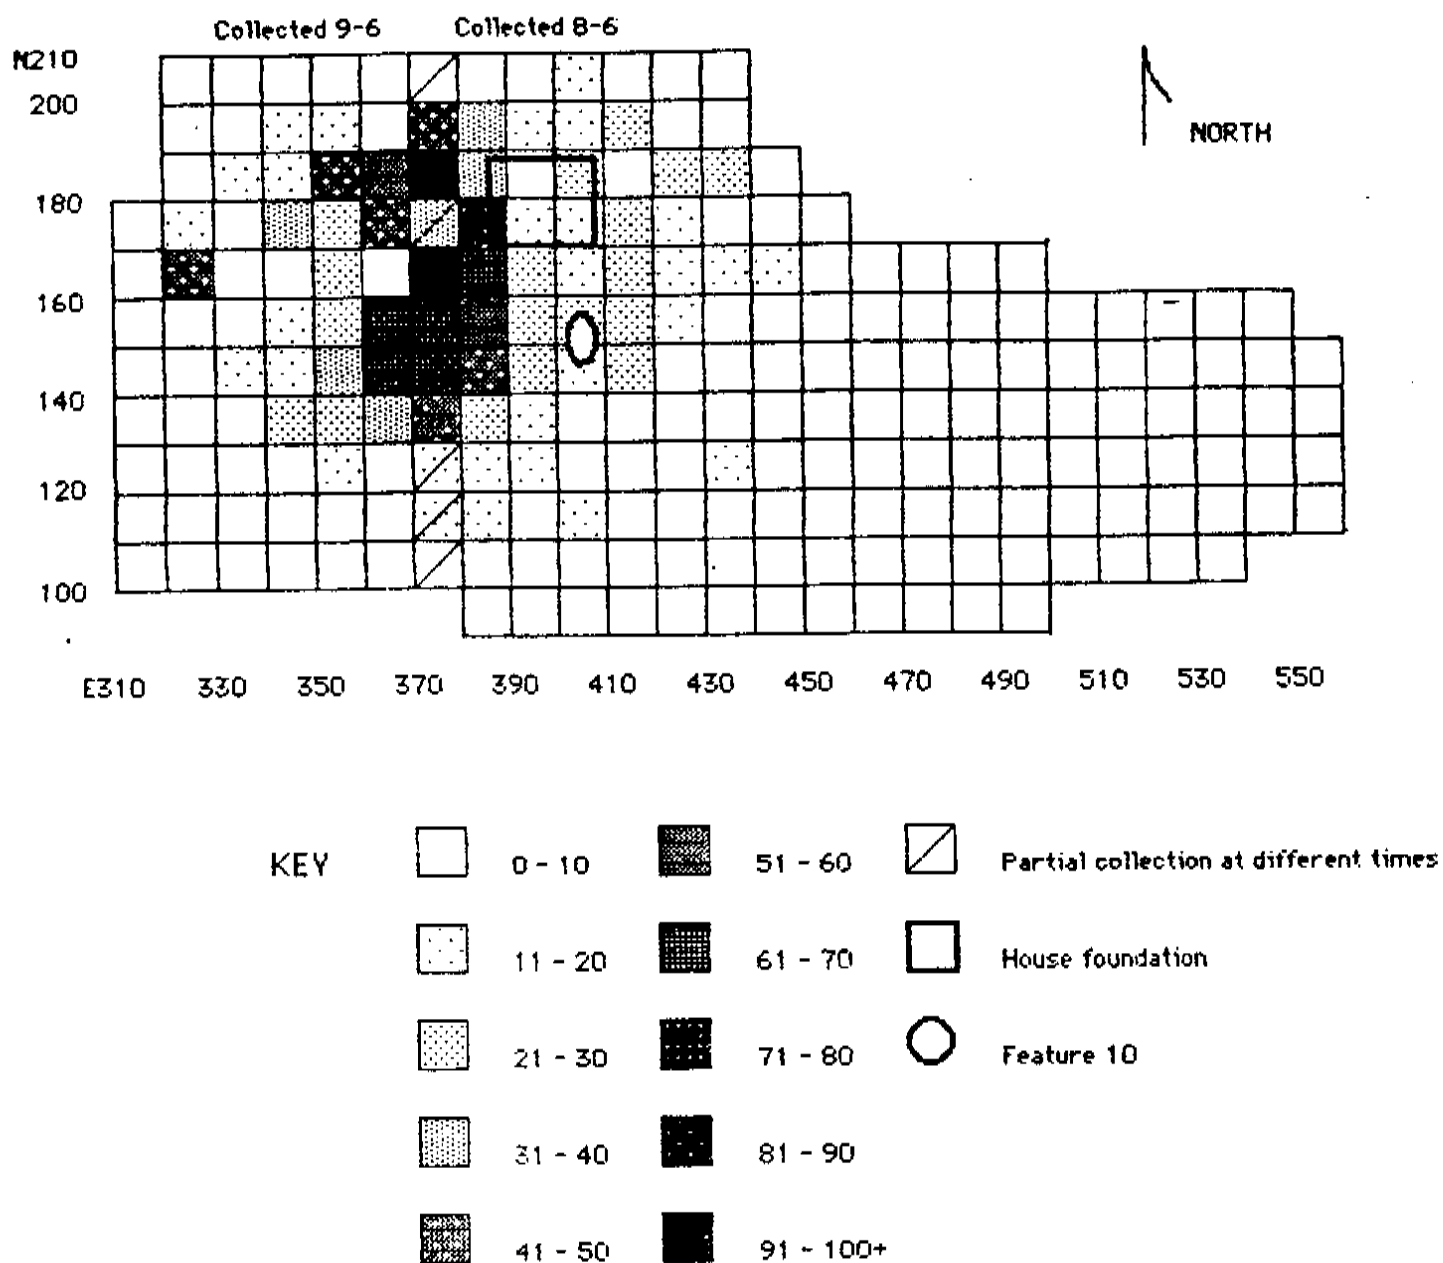 Collected 9-6 Collected 8-6
N210
200
NORTH
180
160
140
120
100
E310 330 350 370 390 410 430 450 470 490 510 530 550
KEY 0 - 10 51 - 60 Partial collection at different times
11 - 20 61 - 70 House foundation
21 - 30 71 - 80 Feature 10
31 - 40 81 - 90
41 - 50 91 - 100+